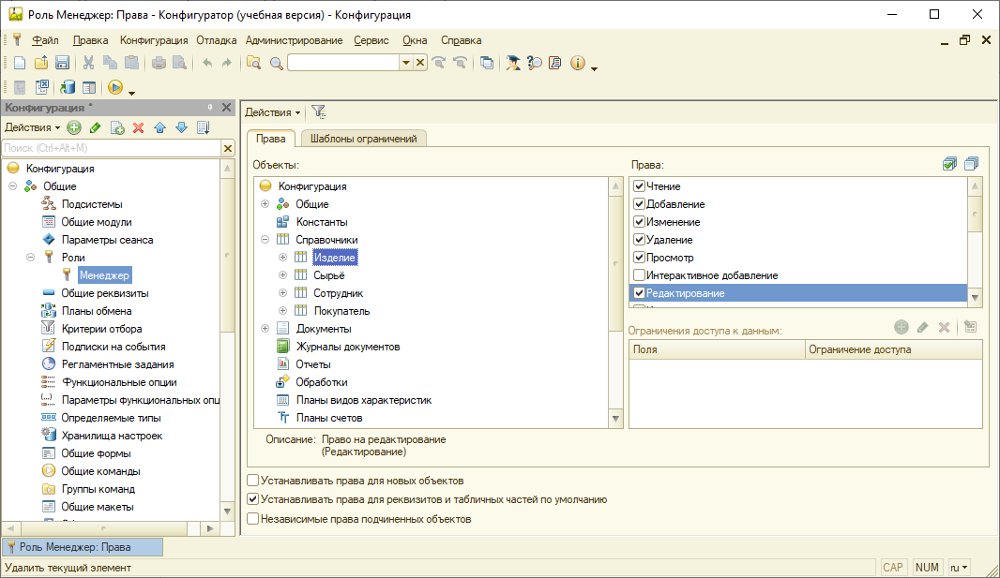 Роль Менеджер: Права - Конфигуратор (учебная версия) - Конфигурация
Файл Правка Конфигурация Отладка Администрирование Сервис Окна Справка
Конфигурация *
Действия
Поиск (Ctrl+Alt+M)
Конфигурация
Общие
Подсистемы
Общие модули
Параметры сеанса
Роли
Менеджер
Общие реквизиты
Планы обмена
Критерии отбора
Подписки на события
Регламентные задания
Функциональные опции
Параметры функциональных опц
Определяемые типы
Хранилища настроек
Общие формы
Общие команды
Группы команд
Общие макеты
Действия
Права Шаблоны ограничений
Объекты:
Конфигурация
Общие
Константы
Справочники
Изделие
Сырьё
Сотрудник
Покупатель
Документы
Журналы документов
Отчеты
Обработки
Планы видов характеристик
Планы счетов
Права:
Чтение
Добавление
Изменение
Удаление
Просмотр
Интерактивное добавление
Редактирование
Ограничения доступа к данным:
Поля Ограничение доступа
Описание: Право на редактирование
(Редактирование)
Устанавливать права для новых объектов
Устанавливать права для реквизитов и табличных частей по умолчанию
Независимые права подчиненных объектов
Роль Менеджер: Права
Удалить текущий элемент
CAP NUM ru